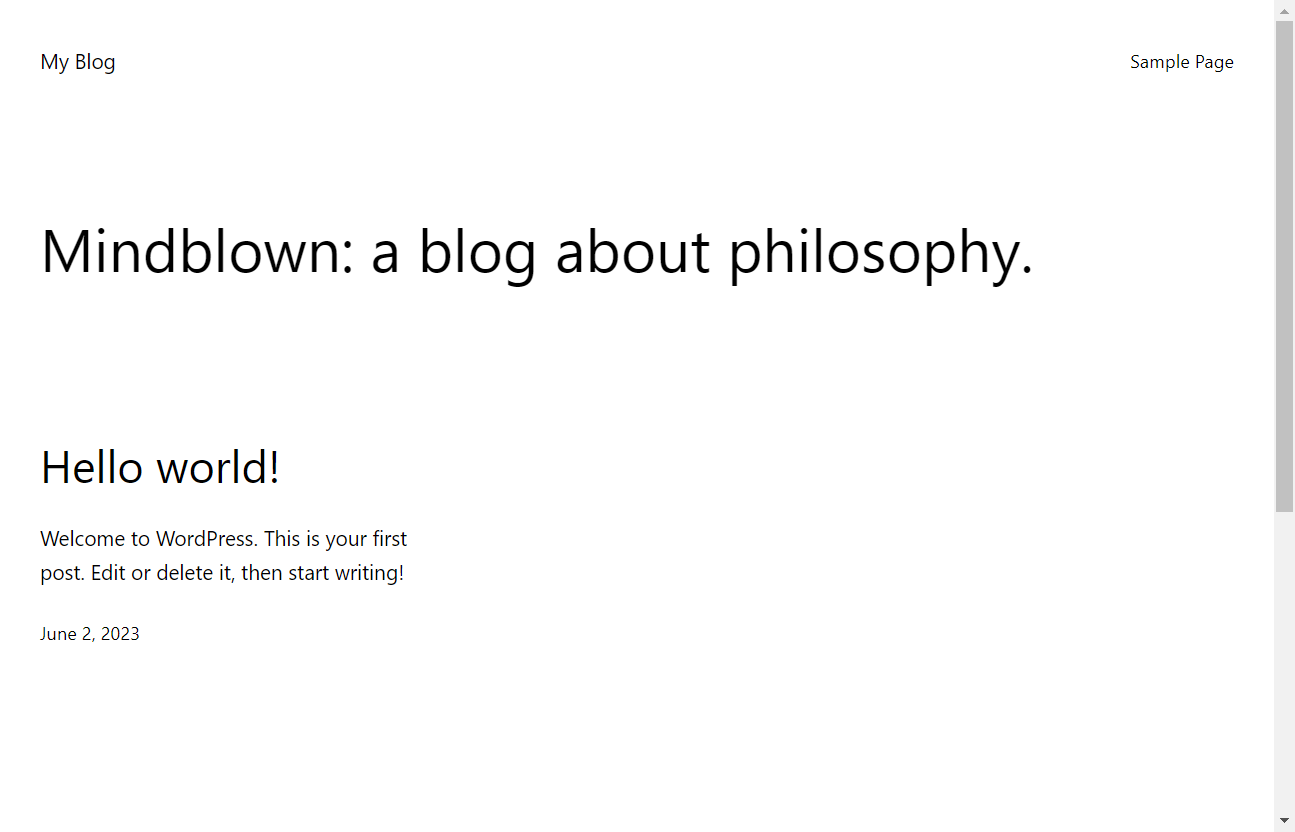 My Blog
Sample Page
Mindblown: a blog about philosophy.
Hello world!
Welcome to WordPress. This is your first
post. Edit or delete it, then start writing!
June 2, 2023